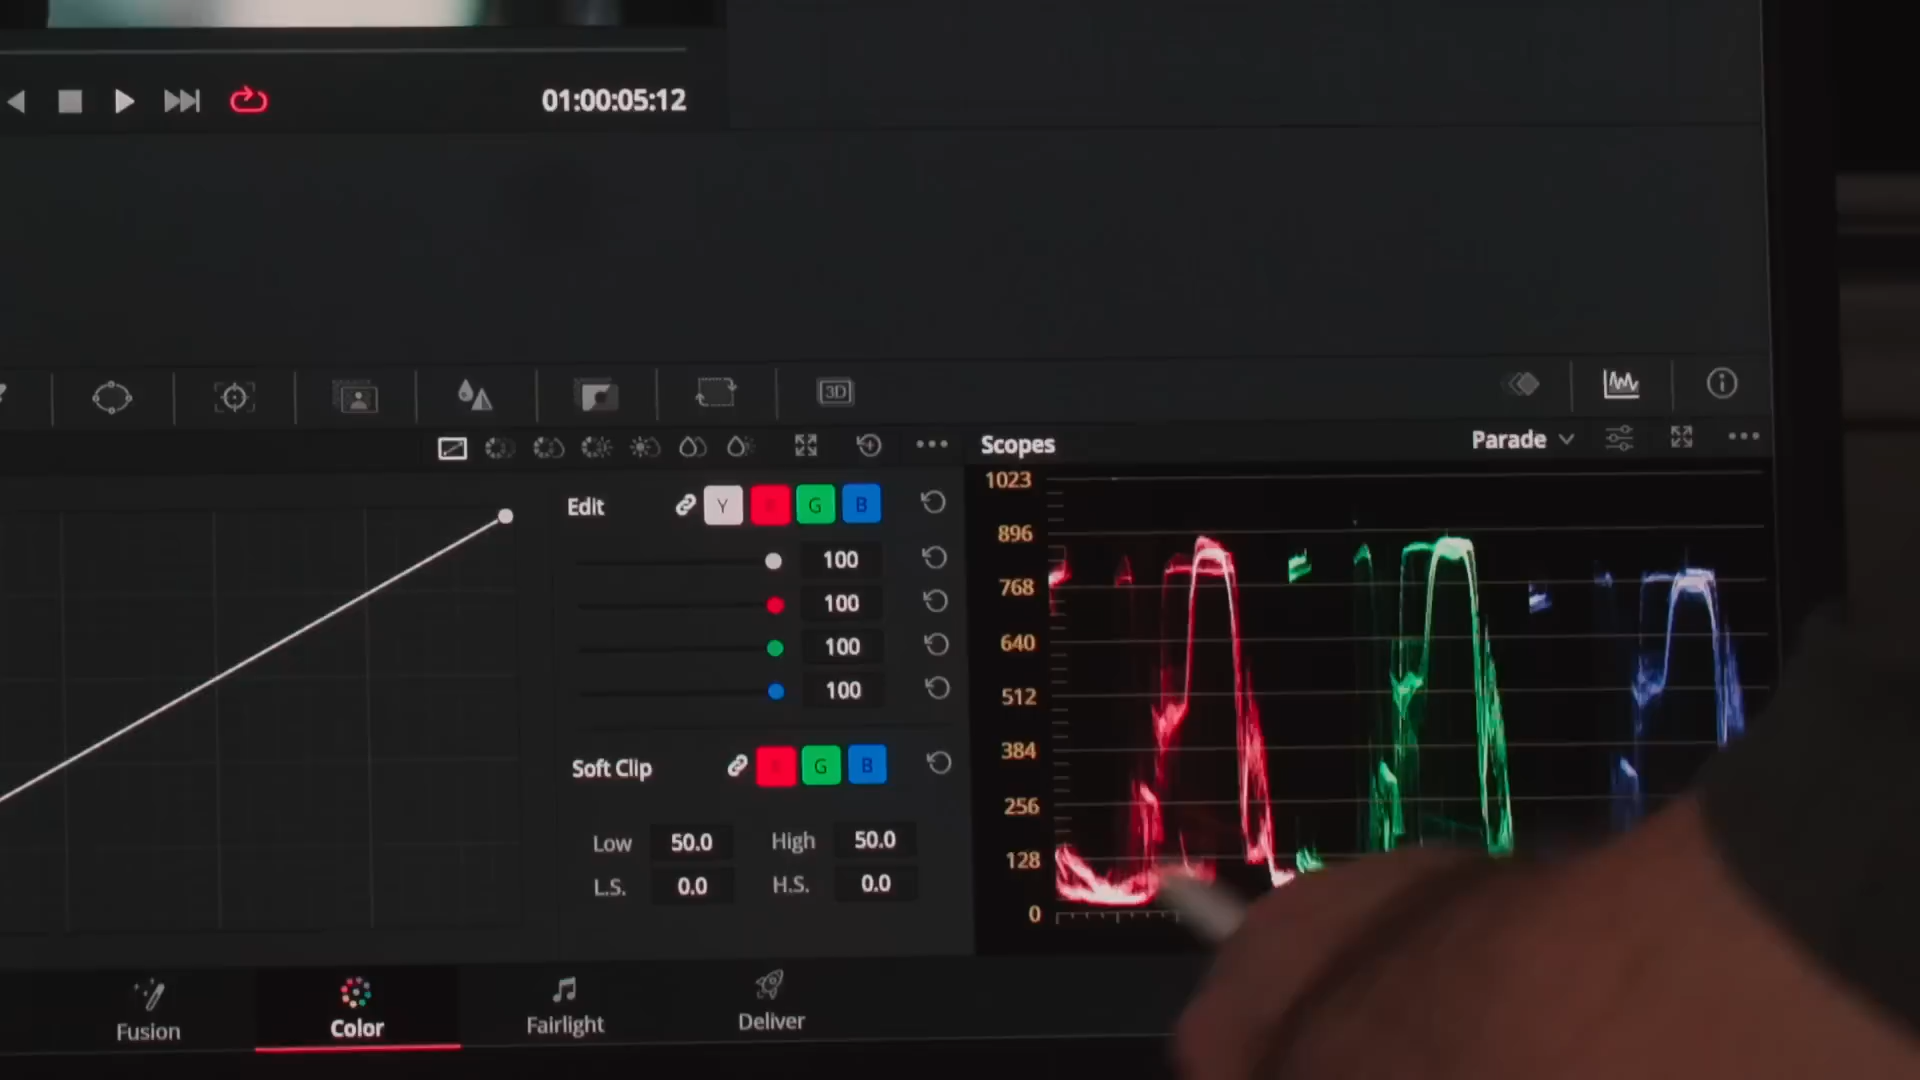 01:00:05:12
3D
Scopes
Parade
Edit
Y
G
B
100
100
100
100
Soft Clip
G
B
Low
50.0
High
50.0
L.S.
0.0
H.S.
0.0
1023
896
768
640
512
384
256
128
0
Fusion
Color
Fairlight
Deliver